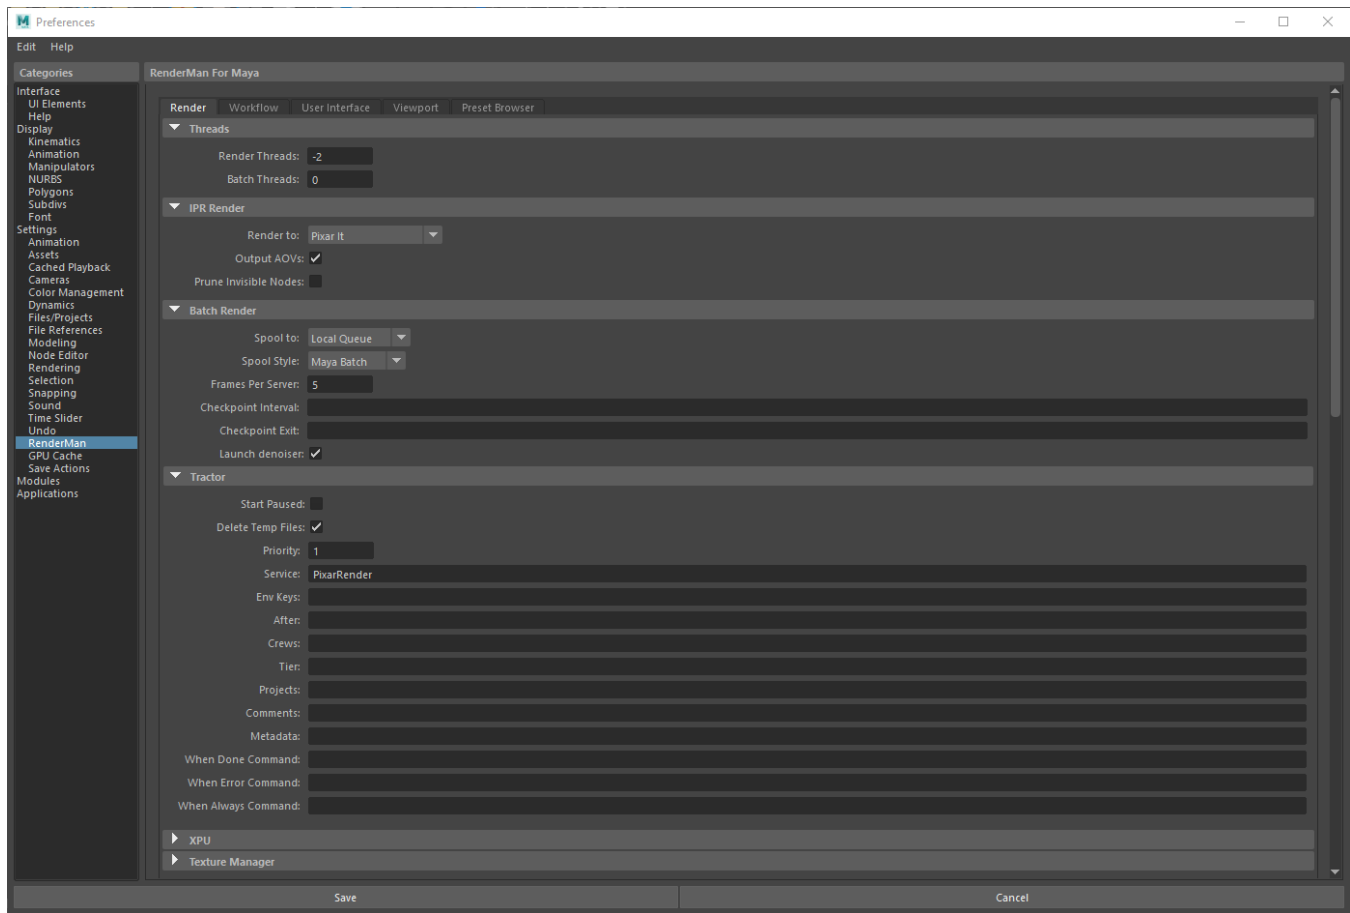 Preferences
Edit Help
Categories
Interface
UI Elements
Help
Display
Kinematics
Animation
Manipulators
NURBS
Polygons
Subdivs
Font
Settings
Animation
Assets
Cached Playback
Cameras
Color Management
Dynamics
Files/Projects
File References
Modeling
Node Editor
Rendering
Selection
Snapping
Sound
Time Slider
Undo
RenderMan
GPU Cache
Save Actions
Modules
Applications
RenderMan For Maya
Render Workflow User Interface Viewport Preset Browser
Threads
Render Threads: -2
Batch Threads: 0
IPR Render
Render to: Pixar It
Output AOVs:
Prune Invisible Nodes:
Batch Render
Spool to: Local Queue
Spool Style: Maya Batch
Frames Per Server: 5
Checkpoint Interval:
Checkpoint Exit:
Launch denoiser:
Tractor
Start Paused:
Delete Temp Files:
Priority: 1
Service: PixarRender
Env Keys:
After:
Crews:
Tier:
Projects:
Comments:
Metadata:
When Done Command:
When Error Command:
When Always Command:
XPU
Texture Manager
Save Cancel